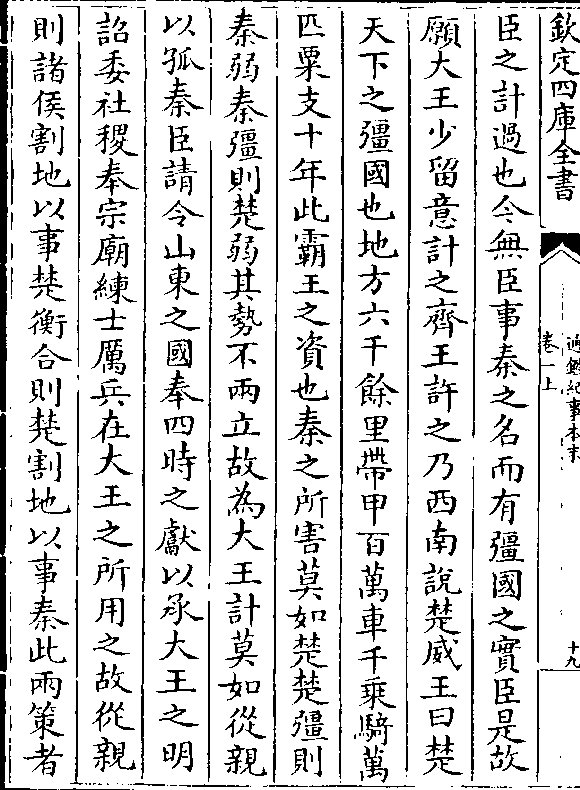 欽定四庫全書
通鑑紀事本末
卷一上
十九
臣之計過也今無臣事秦之名而有彊國之實臣是故
願大王少留意計之齊王許之乃西南說楚威王曰楚
天下之彊國也地方六千餘里帶甲百萬車千乘騎萬
匹粟支十年此霸王之資也秦之所害莫如楚楚彊則
秦弱秦彊則楚弱其勢不兩立故為大王計莫如從親
以孤秦臣請令山東之國奉四時之獻以承大王之明
詔委社稷奉宗廟練士厲兵在大王之所用之故從親
則諸侯割地以事楚衡合則楚割地以事秦此兩策者